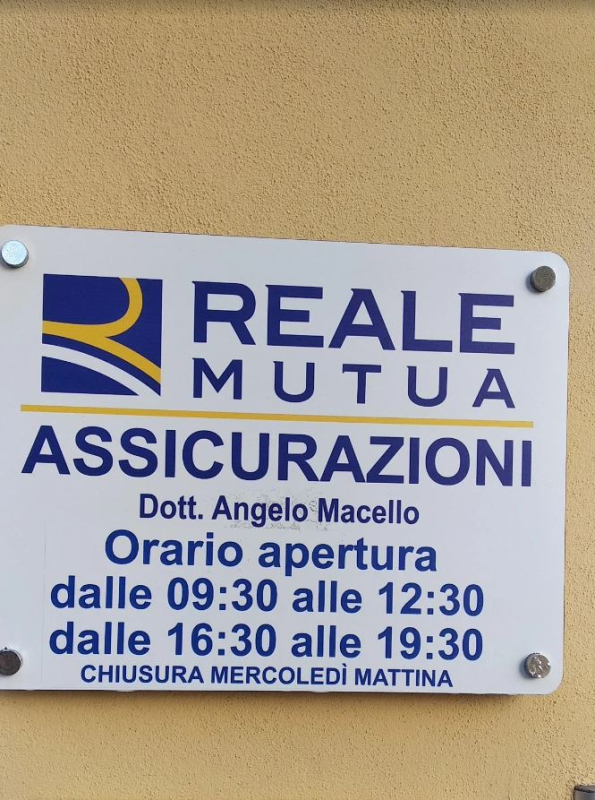 REALE
MUTUA
ASSICURAZIONI
Dott. Angelo Macello
Orario apertura
dalle 09:30 alle 12:30
dalle 16:30 alle 19:30
CHIUSURA MERCOLEDÌ MATTINA